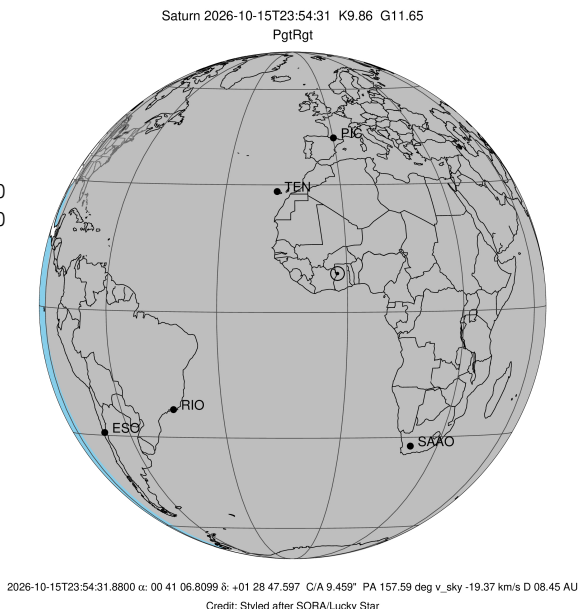 Saturn 2026-10-15T23:54:31 K9.86 G11.65
PgtRgt
PIC
TEN
0
0
RIO
ESO
SAAO
2026-10-15T23:54:31.8800 α: 00 41 06.8099 δ: +01 28 47.597 C/A 9.459" PA 157.59 deg v_sky -19.37 km/s D 08.45 AU
Credit: Styled after SORA/Lucky Star